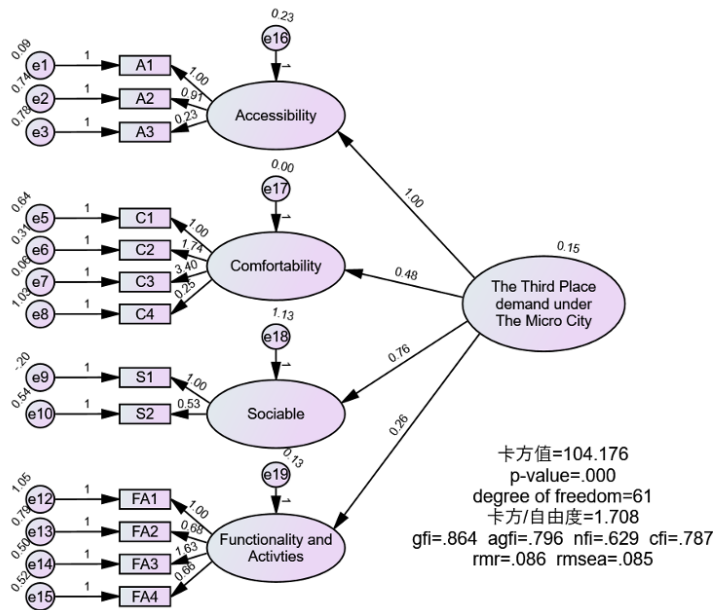 0.23
0.09
e16
e1 1 A1
1
0.74
1.00
e2 1 A2
0.91
Accessibility
0.78
e3 1 A3
0.23
1.00
0.00
e17
0.64
1
e5 1 C1
1.00
0.31
e6 1 C2
1.74
Comfortability
0.06
e7 1 C3
3.40
0.48
0.15
The Third Place
demand under
The Micro City
1.03
e8 1 C4
0.25
1.13
e18
-.20
1
e9 1 S1
1.00
0.76
0.54
e10 1 S2
0.53
Sociable
0.26
0.13
e19
1.05
1
e12 1 FA1
1.00
0.79
e13 1 FA2
0.68
Functionality and
Activties
0.50
e14 1 FA3
1.63
0.52
e15 1 FA4
0.66
卡方值=104.176
p-value=.000
degree of freedom=61
卡方/自由度=1.708
gfi=.864 agfi=.796 nfi=.629 cfi=.787
rmr=.086 rmsea=.085